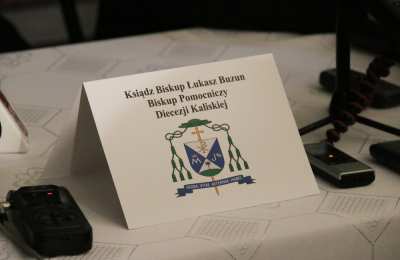 Ksiądz Biskup Łukasz Buzun
Biskup Pomocniczy
Diecezji Kaliskiej